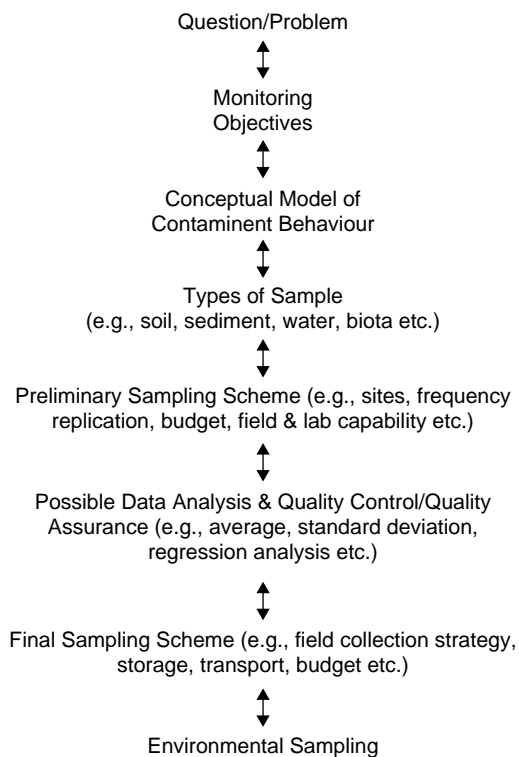 Question/Problem
Monitoring
Objectives
Conceptual Model of
Contaminent Behaviour
Types of Sample
(e.g., soil, sediment, water, biota etc.)
Preliminary Sampling Scheme (e.g., sites, frequency
replication, budget, field & lab capability etc.)
Possible Data Analysis & Quality Control/Quality
Assurance (e.g., average, standard deviation,
regression analysis etc.)
Final Sampling Scheme (e.g., field collection strategy,
storage, transport, budget etc.)
Environmental Sampling